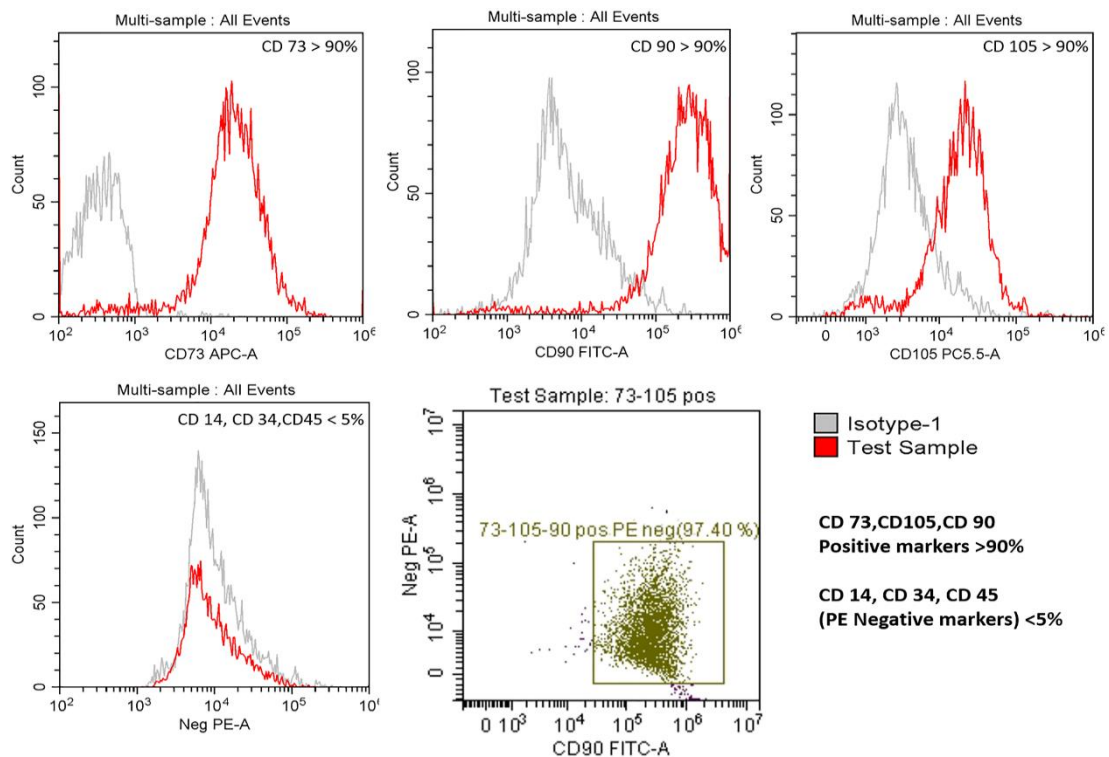 Multi-sample : All Events
CD 73 > 90%
Count
100
50
0
10² 10³ 10⁴ 10⁵ 10⁶
CD73 APC-A
Multi-sample : All Events
CD 90 > 90%
Count
100
50
0
10² 10³ 10⁴ 10⁵ 10⁶
CD90 FITC-A
Multi-sample : All Events
CD 105 > 90%
Count
120
100
50
0
0 10³ 10⁴ 10⁵ 10⁶
CD105 PC5.5-A
Multi-sample : All Events
CD 14, CD 34,CD45 < 5%
Count
150
100
50
0
10² 10³ 10⁴ 10⁵ 10⁶
Neg PE-A
Test Sample: 73-105 pos
73-105-90 pos PE neg(97.40 %)
Neg PE-A
10⁷
10⁶
10⁵
10⁴
0
0 10³ 10⁴ 10⁵ 10⁶ 10⁷
CD90 FITC-A
Isotype-1
Test Sample
CD 73,CD105,CD 90
Positive markers >90%
CD 14, CD 34, CD 45
(PE Negative markers) <5%